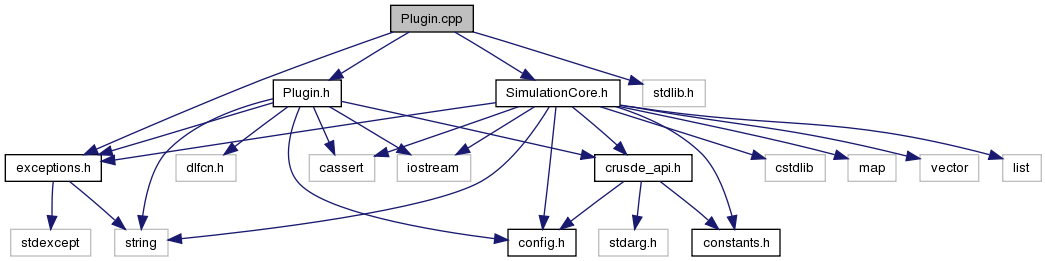 Plugin.cpp
Plugin.h
SimulationCore.h
stdlib.h
exceptions.h
dlfcn.h
cassert
iostream
crusde_api.h
cstdlib
map
vector
list
stdexcept
string
config.h
stdarg.h
constants.h